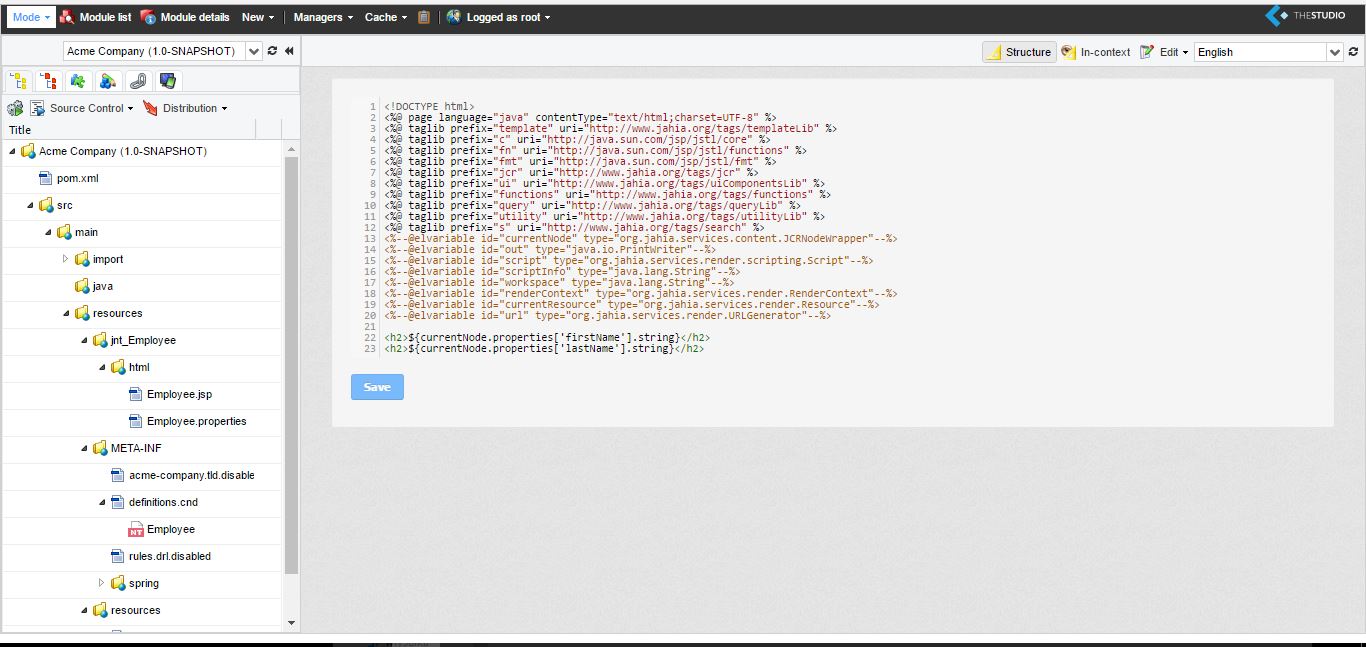 Mode Module list Module details New Managers Cache Logged as root THESTUDIO
Acme Company (1.0-SNAPSHOT) Structure In-context Edit English
Source Control Distribution
Title
Acme Company (1.0-SNAPSHOT)
pom.xml
src
main
import
java
resources
jnt_Employee
html
Employee.jsp
Employee.properties
META-INF
acme-company.tld.disable
definitions.cnd
NT Employee
rules.drl.disabled
spring
resources
1 <!DOCTYPE html>
2 <%@ page language="java" contentType="text/html;charset=UTF-8" %>
3 <%@ taglib prefix="template" uri="http://www.jahia.org/tags/templateLib" %>
4 <%@ taglib prefix="c" uri="http://java.sun.com/jsp/jstl/core" %>
5 <%@ taglib prefix="fn" uri="http://java.sun.com/jsp/jstl/functions" %>
6 <%@ taglib prefix="fmt" uri="http://java.sun.com/jsp/jstl/fmt" %>
7 <%@ taglib prefix="jcr" uri="http://www.jahia.org/tags/jcr" %>
8 <%@ taglib prefix="ui" uri="http://www.jahia.org/tags/uiComponentsLib" %>
9 <%@ taglib prefix="functions" uri="http://www.jahia.org/tags/functions" %>
10 <%@ taglib prefix="query" uri="http://www.jahia.org/tags/queryLib" %>
11 <%@ taglib prefix="utility" uri="http://www.jahia.org/tags/utilityLib" %>
12 <%@ taglib prefix="s" uri="http://www.jahia.org/tags/search" %>
13 <%--@elvariable id="currentNode" type="org.jahia.services.content.JCRNodeWrapper"--%>
14 <%--@elvariable id="out" type="java.io.PrintWriter"--%>
15 <%--@elvariable id="script" type="org.jahia.services.render.scripting.Script"--%>
16 <%--@elvariable id="scriptInfo" type="java.lang.String"--%>
17 <%--@elvariable id="workspace" type="java.lang.String"--%>
18 <%--@elvariable id="renderContext" type="org.jahia.services.render.RenderContext"--%>
19 <%--@elvariable id="currentResource" type="org.jahia.services.render.Resource"--%>
20 <%--@elvariable id="url" type="org.jahia.services.render.URLGenerator"--%>
21
22 <h2>${currentNode.properties['firstName'].string}</h2>
23 <h2>${currentNode.properties['lastName'].string}</h2>
Save